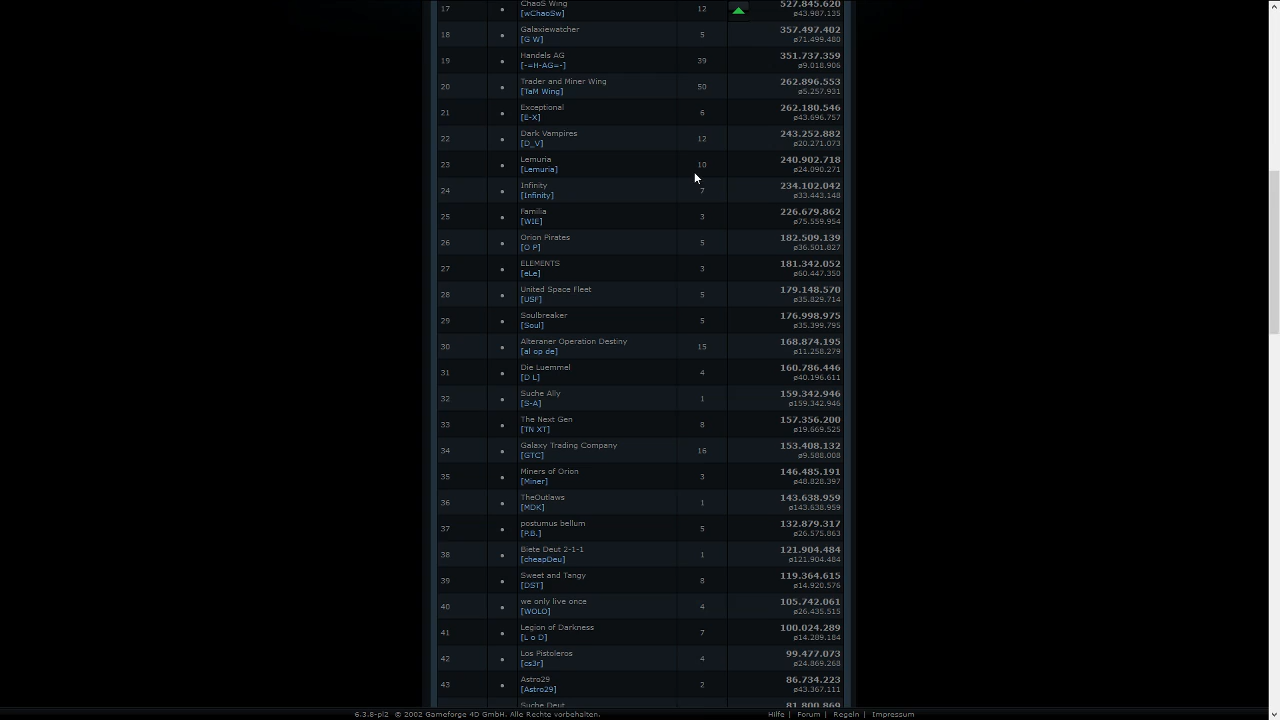 17 ChaoS Wing 12 527.845.620
[wChaoSw] ø43.987.135
18 Galaxiewatcher 5 357.497.402
[G W] ø71.499.480
19 Handels AG 39 351.737.359
[-=H-AG=-] ø9.018.906
20 Trader and Miner Wing 50 262.896.553
[TaM Wing] ø5.257.931
21 Exceptional 6 262.180.546
[E-X] ø43.696.757
22 Dark Vampires 12 243.252.882
[D_V] ø20.271.073
23 Lemuria 10 240.902.718
[Lemuria] ø24.090.271
24 Infinity 7 234.102.042
[Infinity] ø33.443.148
25 Familia 3 226.679.862
[WIE] ø75.559.954
26 Orion Pirates 5 182.509.139
[O P] ø36.501.827
27 ELEMENTS 3 181.342.052
[eLe] ø60.447.350
28 United Space Fleet 5 179.148.570
[USF] ø35.829.714
29 Soulbreaker 5 176.998.975
[Soul] ø35.399.795
30 Alteraner Operation Destiny 15 168.874.195
[al op de] ø11.258.279
31 Die Luemmel 4 160.786.446
[D L] ø40.196.611
32 Suche Ally 1 159.342.946
[S-A] ø159.342.946
33 The Next Gen 8 157.356.200
[TN XT] ø19.669.525
34 Galaxy Trading Company 16 153.408.132
[GTC] ø9.588.008
35 Miners of Orion 3 146.485.191
[Miner] ø48.828.397
36 TheOutlaws 1 143.638.959
[MDK] ø143.638.959
37 postumus bellum 5 132.879.317
[P.B.] ø26.575.863
38 Biete Deut 2-1-1 1 121.904.484
[cheapDeu] ø121.904.484
39 Sweet and Tangy 8 119.364.615
[DST] ø14.920.576
40 we only live once 4 105.742.061
[WOLO] ø26.435.515
41 Legion of Darkness 7 100.024.289
[L o D] ø14.289.184
42 Los Pistoleros 4 99.477.073
[cs3r] ø24.869.268
43 Astro29 2 86.734.223
[Astro29] ø43.367.111
Suche Deut 81.800.869
6.3.8-pl2 © 2002 Gameforge 4D GmbH. Alle Rechte vorbehalten. Hilfe | Forum | Regeln | Impressum